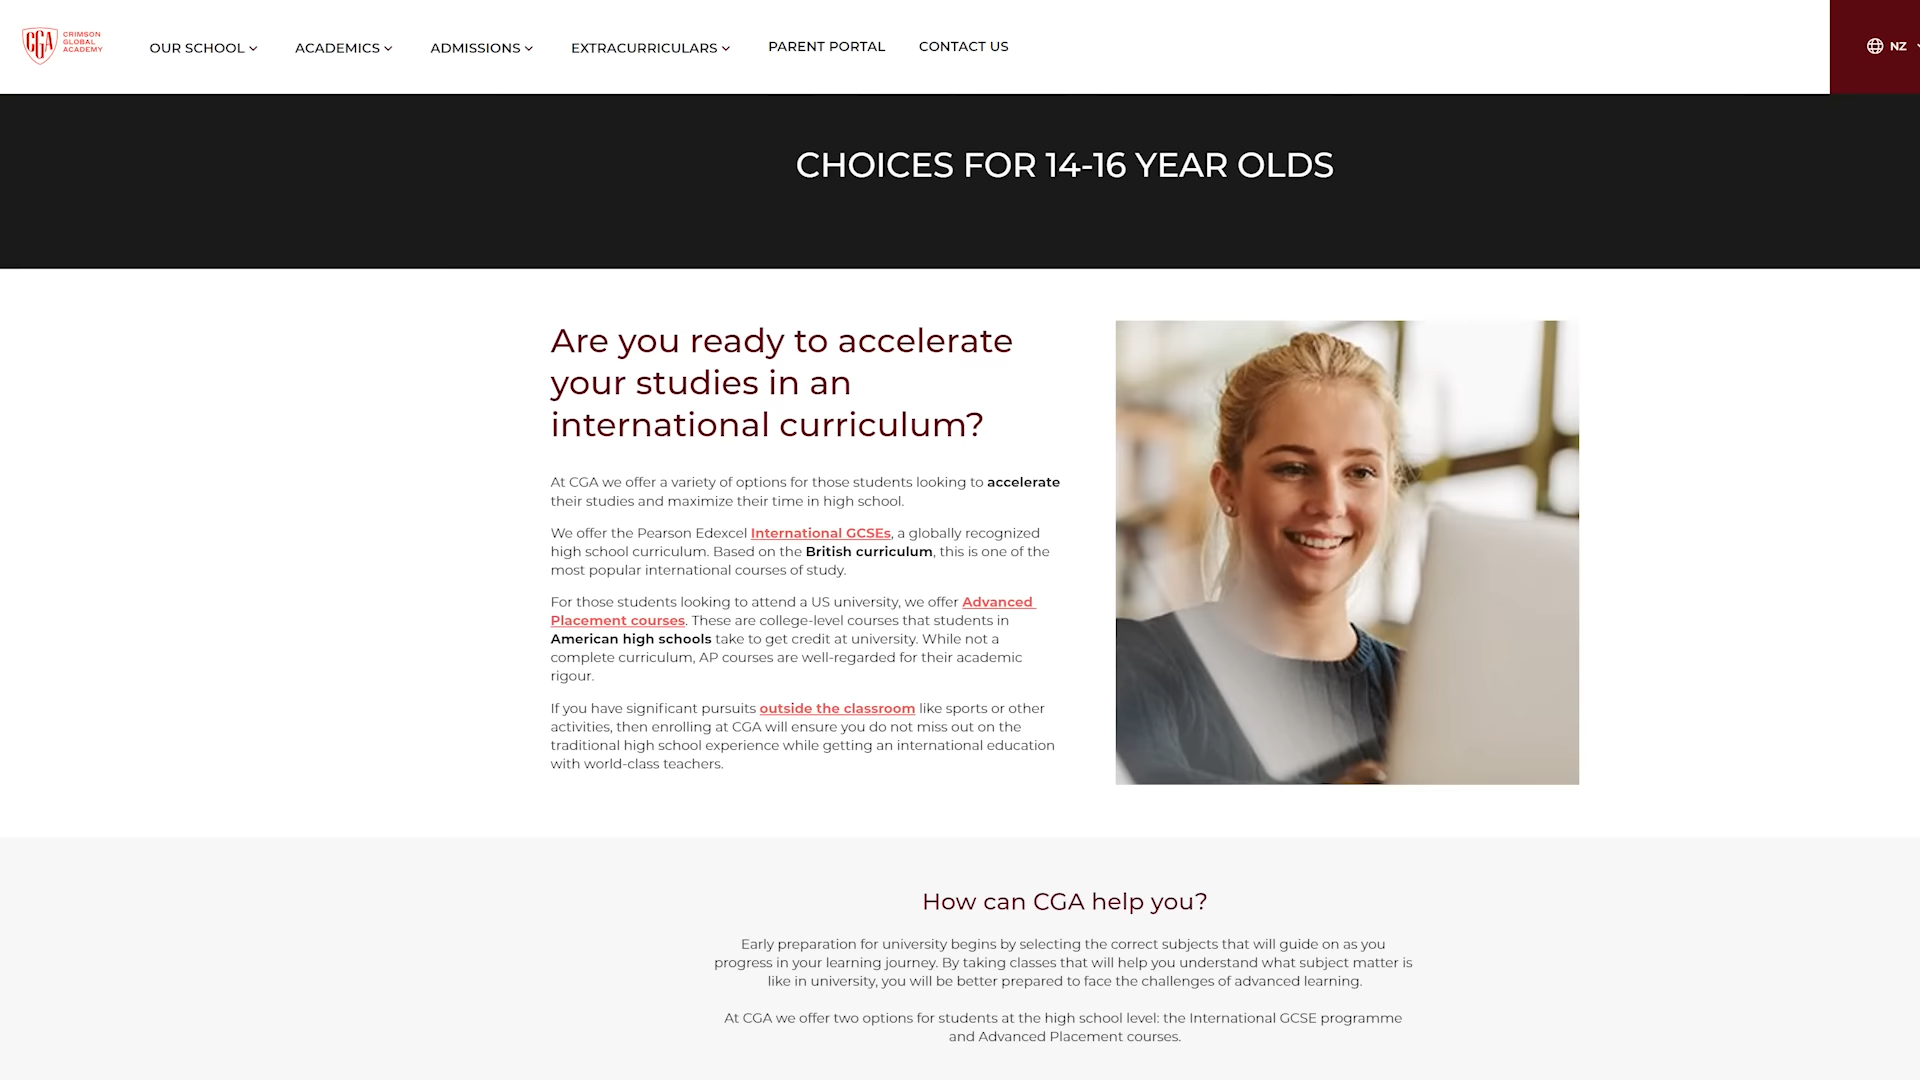 CGA
CRIMSON
GLOBAL
ACADEMY
OUR SCHOOL
ACADEMICS
ADMISSIONS
EXTRACURRICULARS
PARENT PORTAL
CONTACT US
NZ
CHOICES FOR 14-16 YEAR OLDS
Are you ready to accelerate
your studies in an
international curriculum?
At CGA we offer a variety of options for those students looking to accelerate
their studies and maximize their time in high school.
We offer the Pearson Edexcel International GCSEs, a globally recognized
high school curriculum. Based on the British curriculum, this is one of the
most popular international courses of study.
For those students looking to attend a US university, we offer Advanced
Placement courses. These are college-level courses that students in
American high schools take to get credit at university. While not a
complete curriculum, AP courses are well-regarded for their academic
rigour.
If you have significant pursuits outside the classroom like sports or other
activities, then enrolling at CGA will ensure you do not miss out on the
traditional high school experience while getting an international education
with world-class teachers.
How can CGA help you?
Early preparation for university begins by selecting the correct subjects that will guide on as you
progress in your learning journey. By taking classes that will help you understand what subject matter is
like in university, you will be better prepared to face the challenges of advanced learning.
At CGA we offer two options for students at the high school level: the International GCSE programme
and Advanced Placement courses.